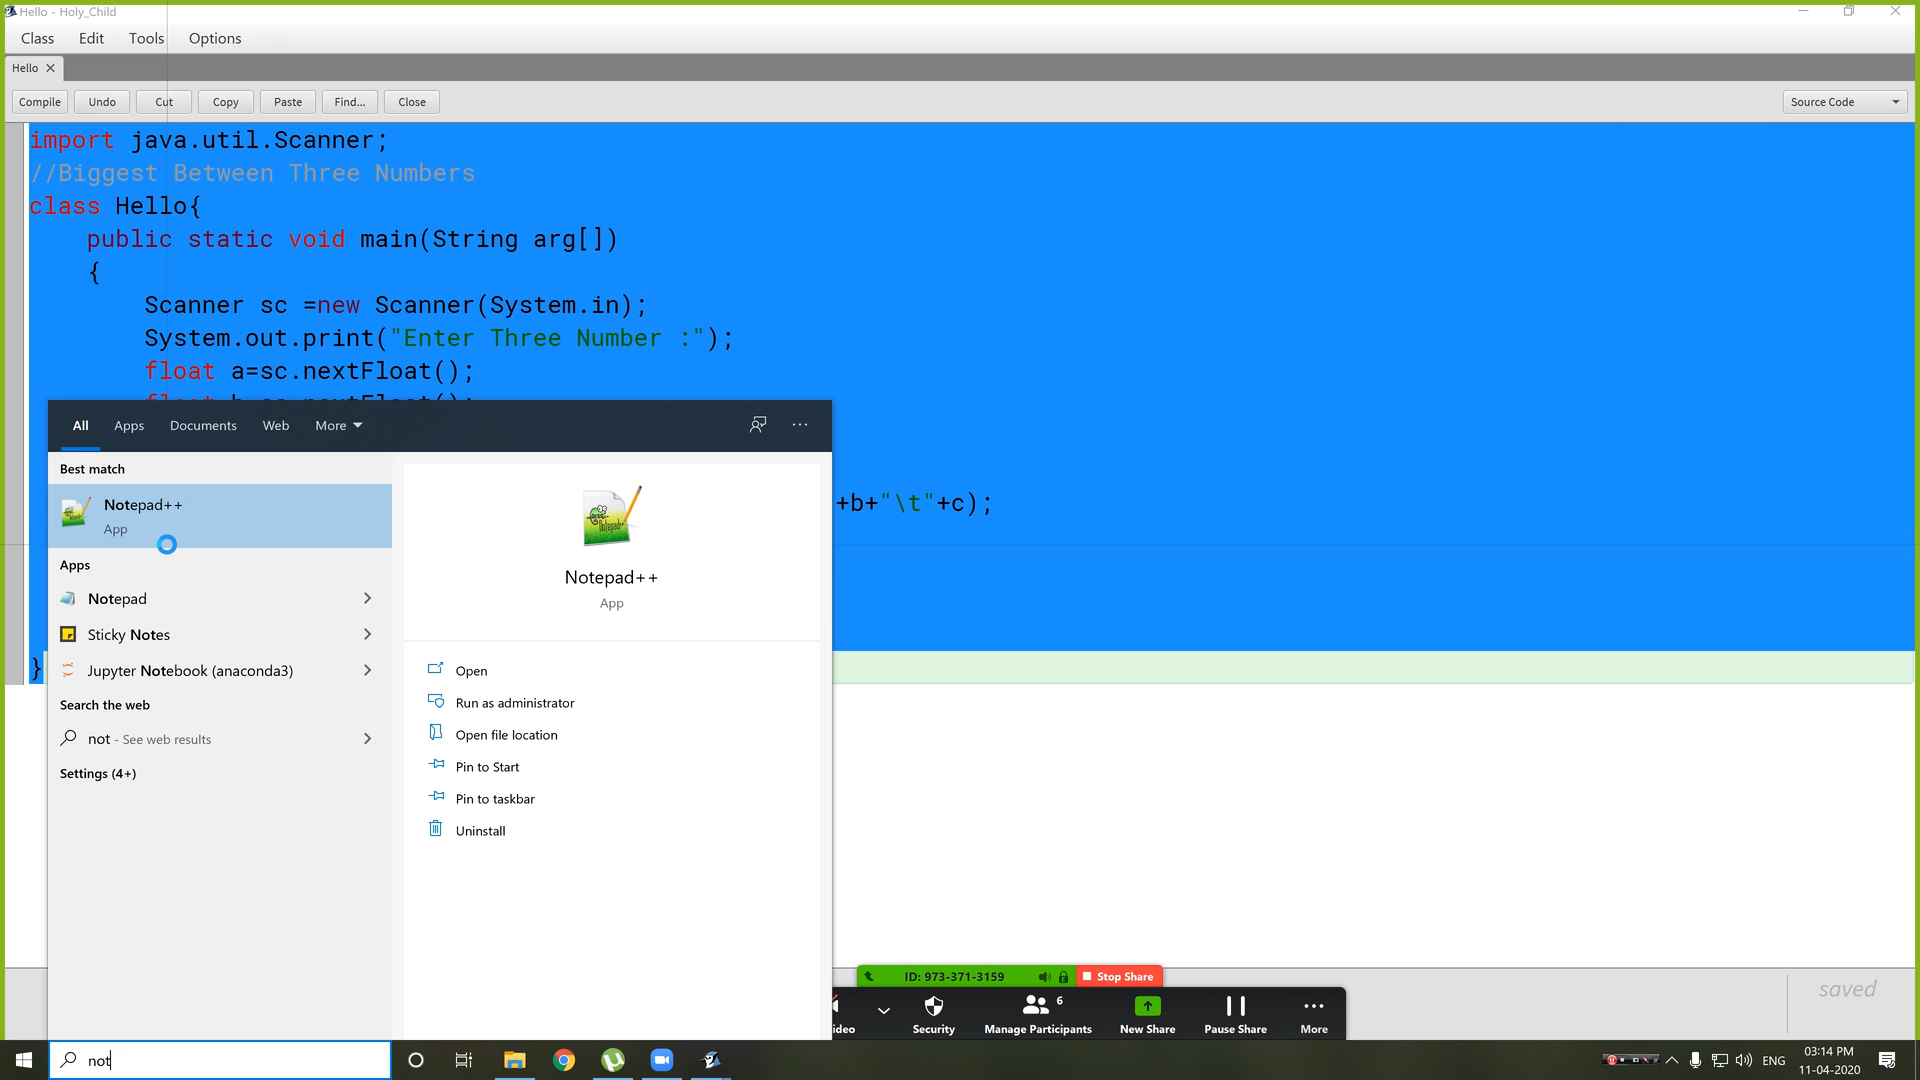 Hello - Holy_Child
Class Edit Tools Options
Hello
Compile Undo Cut Copy Paste Find... Close Source Code
import java.util.Scanner;
//Biggest Between Three Numbers
class Hello{
public static void main(String arg[])
{
Scanner sc =new Scanner(System.in);
System.out.print("Enter Three Number :");
float a=sc.nextFloat();
float b=sc.nextFloat();
+b+"\t"+c);
}
All Apps Documents Web More
Best match
Notepad++
App
Apps
Notepad
Sticky Notes
Jupyter Notebook (anaconda3)
Search the web
not - See web results
Settings (4+)
Notepad++
App
Open
Run as administrator
Open file location
Pin to Start
Pin to taskbar
Uninstall
saved
ID: 973-371-3159 Stop Share
6
ideo Security Manage Participants New Share Pause Share More
not
ENG
03:14 PM
11-04-2020